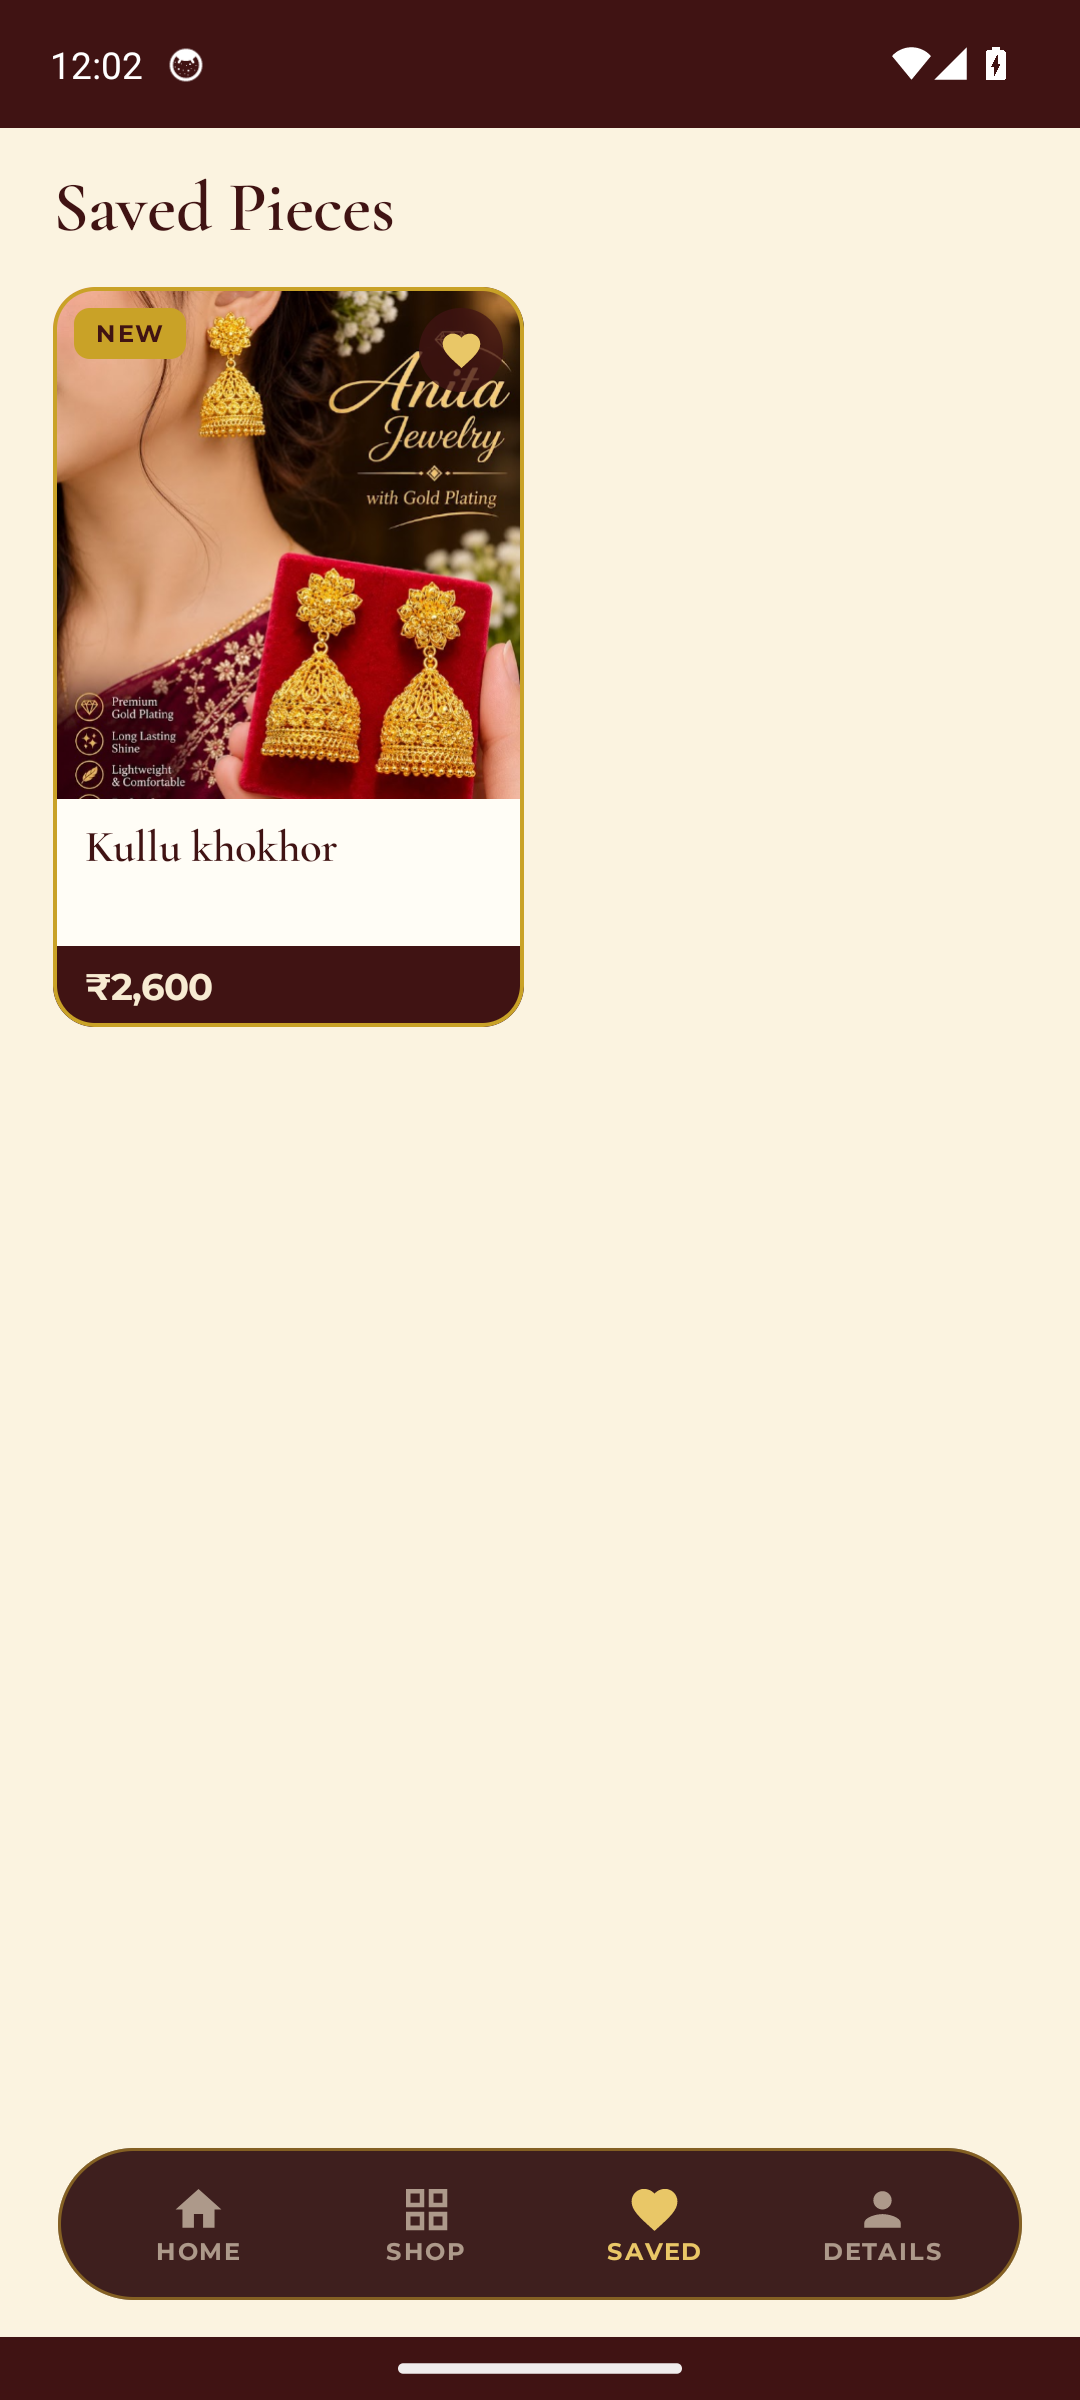 12:02
Saved Pieces
NEW
Anita
Jewelry
with Gold Plating
Premium
Gold Plating
Long Lasting
Shine
Lightweight
& Comfortable
Kullu khokhor
₹2,600
HOME
SHOP
SAVED
DETAILS